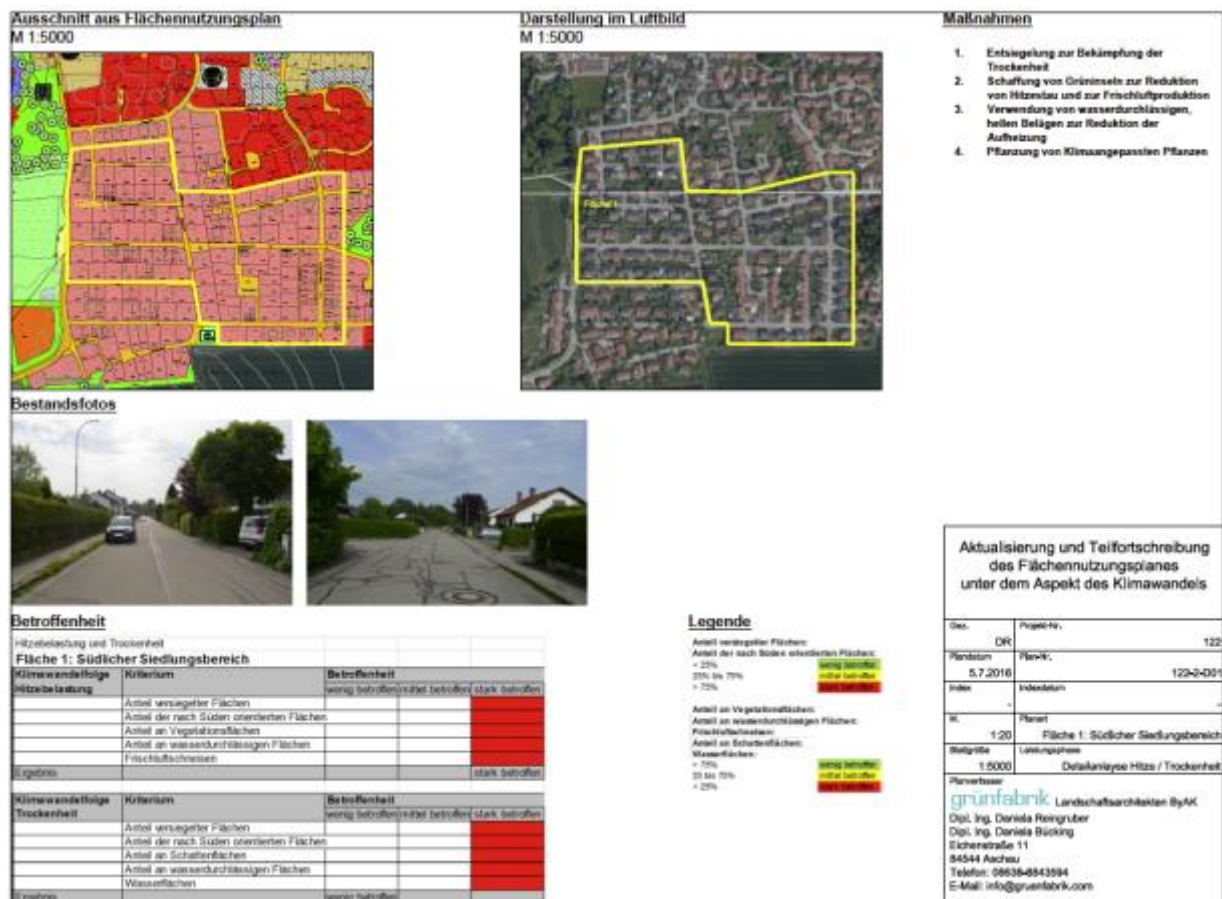 Ausschnitt aus Flächennutzungsplan
M 1:5000
Darstellung im Luftbild
M 1:5000
Fläche 1
Maßnahmen
1. Entsiegelung zur Bekämpfung der
Trockenheit
2. Schaffung von Grüninseln zur Reduktion
von Hitzestau und zur Frischluftproduktion
3. Verwendung von wasserdurchlässigen,
hellen Belägen zur Reduktion der
Aufheizung
4. Pflanzung von Klimaangepassten Pflanzen
Bestandsfotos
Betroffenheit
Hitzebelastung und Trockenheit
Fläche 1: Südlicher Siedlungsbereich
Klimawandelfolge Kriterium Betroffenheit
Hitzebelastung wenig betroffen mittel betroffen stark betroffen
Anteil versiegelter Flächen
Anteil der nach Süden orientierten Flächen
Anteil an Vegetationsflächen
Anteil an wasserdurchlässigen Flächen
Frischluftschneisen
Ergebnis stark betroffen
Klimawandelfolge Kriterium Betroffenheit
Trockenheit wenig betroffen mittel betroffen stark betroffen
Anteil versiegelter Flächen
Anteil der nach Süden orientierten Flächen
Anteil an Schattenflächen
Anteil an wasserdurchlässigen Flächen
Wasserflächen
Ergebnis wenig betroffen stark betroffen
Legende
Anteil versiegelter Flächen:
Anteil der nach Süden orientierten Flächen:
< 25% wenig betroffen
25% bis 75% mittel betroffen
> 75% stark betroffen
Anteil an Vegetationsflächen:
Anteil an wasserdurchlässigen Flächen:
Frischluftschneisen:
Anteil an Schattenflächen:
Wasserflächen:
> 75% wenig betroffen
25 bis 75% mittel betroffen
< 25% stark betroffen
Aktualisierung und Teilfortschreibung
des Flächennutzungsplanes
unter dem Aspekt des Klimawandels
Gez. Projekt-Nr.
DR 122
Plandatum Plan-Nr.
5.7.2016 122-2-D01
Index Indexdatum
- -
M. Planart
1:20 Fläche 1: Südlicher Siedlungsbereich
Blattgröße Leistungsphase
1:5000 Detailanlayse Hitze / Trockenheit
Planverfasser
grünfabrik Landschaftsarchitekten ByAK
Dipl. Ing. Daniela Reingruber
Dipl. Ing. Daniela Bücking
Eichenstraße 11
84544 Aschau
Telefon: 08638-8843594
E-Mail: info@gruenfabrik.com